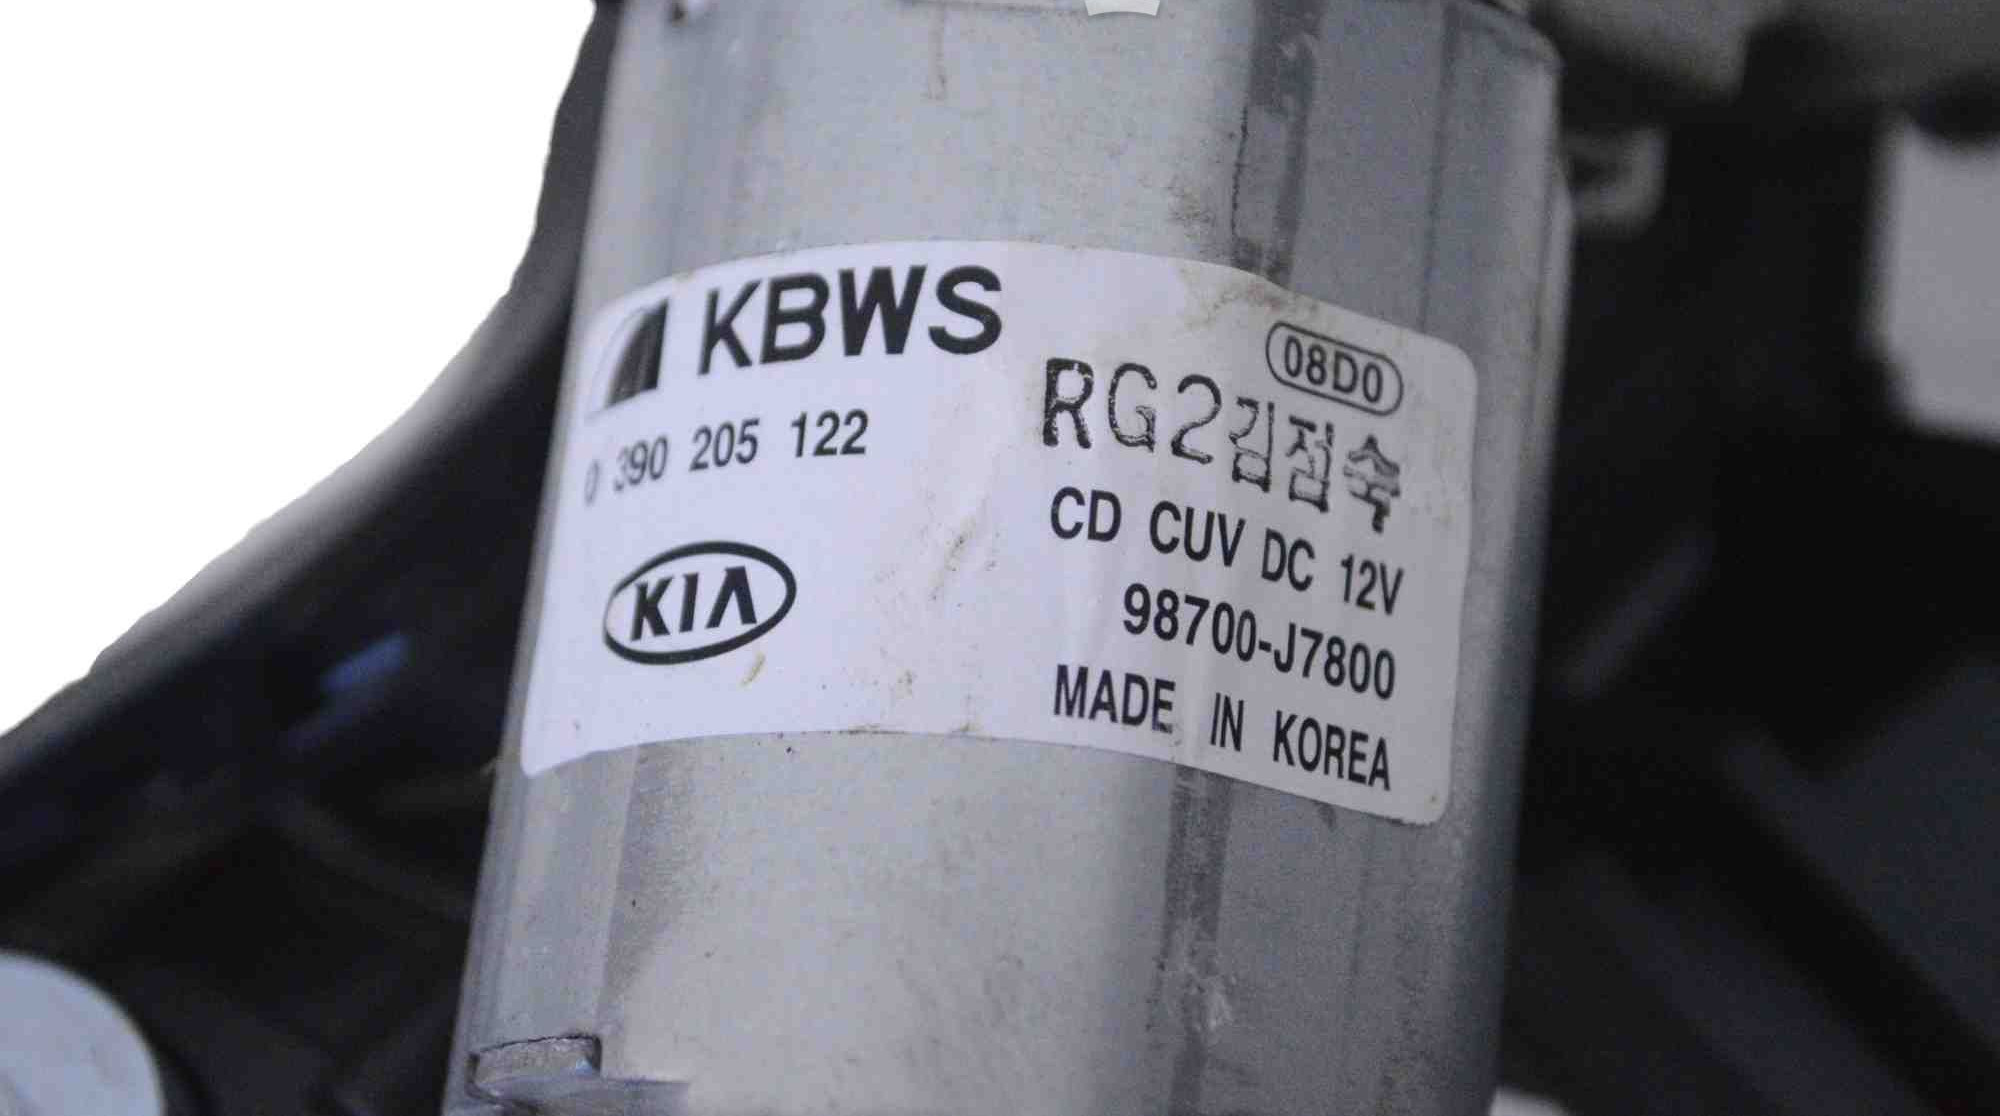 KBWS
08D0
0 390 205 122
RG2김점숙
CD CUV DC 12V
KIA
98700-J7800
MADE IN KOREA